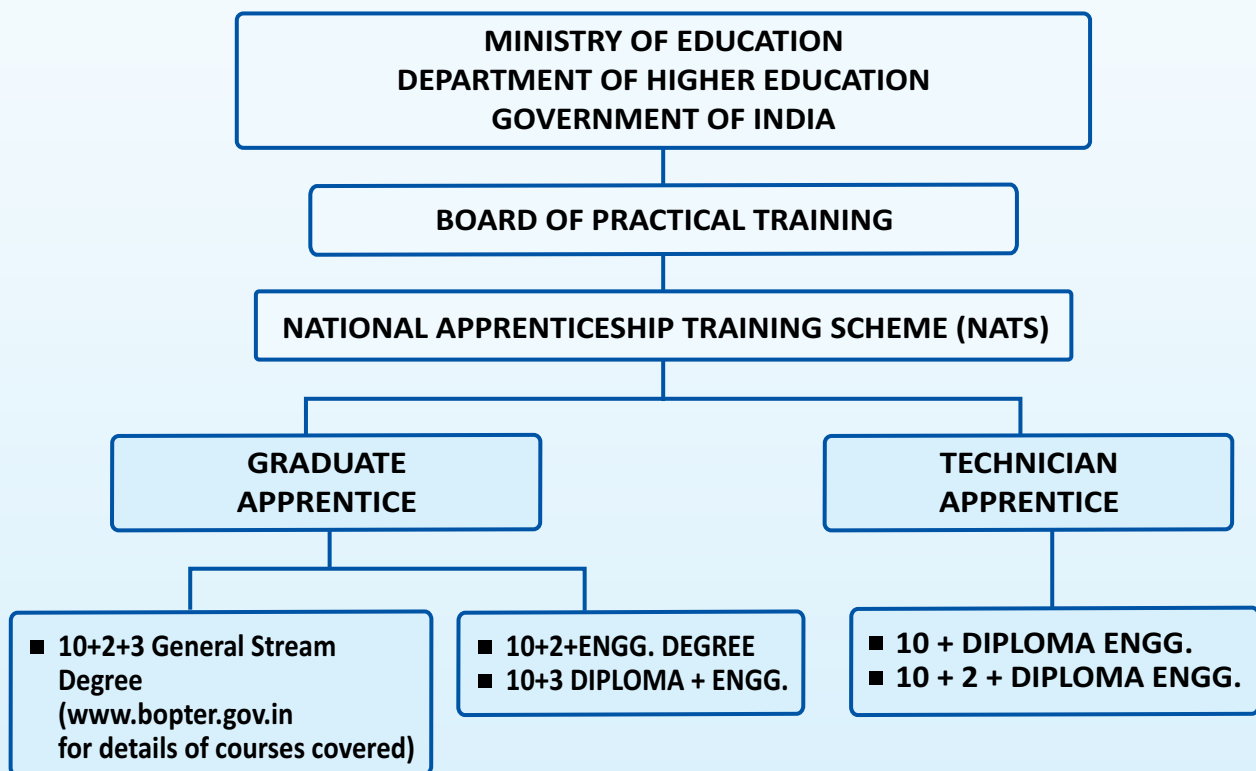 MINISTRY OF EDUCATION
DEPARTMENT OF HIGHER EDUCATION
GOVERNMENT OF INDIA
BOARD OF PRACTICAL TRAINING
NATIONAL APPRENTICESHIP TRAINING SCHEME (NATS)
GRADUATE
APPRENTICE
TECHNICIAN
APPRENTICE
■ 10+2+3 General Stream
Degree
(www.bopter.gov.in
for details of courses covered)
■ 10+2+ENGG. DEGREE
■ 10+3 DIPLOMA + ENGG.
■ 10 + DIPLOMA ENGG.
■ 10 + 2 + DIPLOMA ENGG.